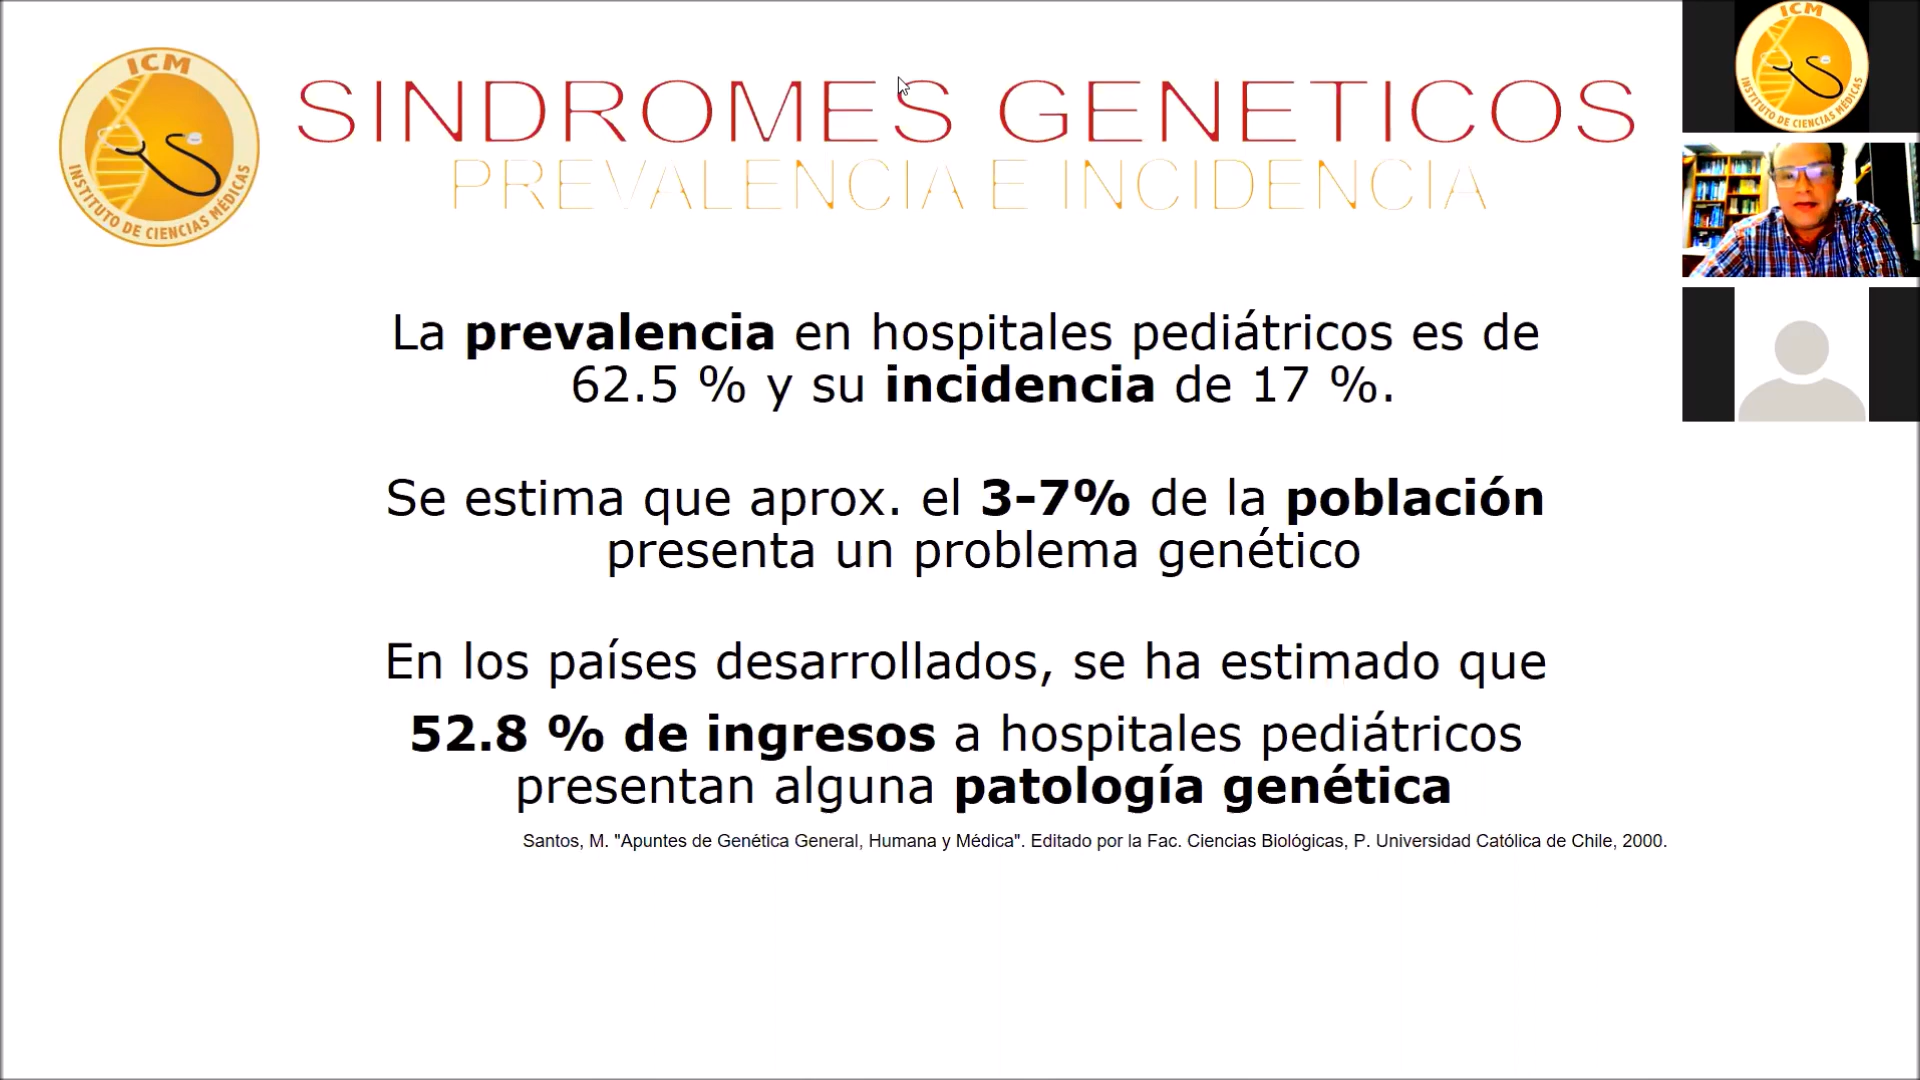 ICM
INSTITUTO DE CIENCIAS MÉDICAS
SINDROMES GENETICOS
PREVALENCIA E INCIDENCIA
La prevalencia en hospitales pediátricos es de
62.5 % y su incidencia de 17 %.
Se estima que aprox. el 3-7% de la población
presenta un problema genético
En los países desarrollados, se ha estimado que
52.8 % de ingresos a hospitales pediátricos
presentan alguna patología genética
Santos, M. "Apuntes de Genética General, Humana y Médica". Editado por la Fac. Ciencias Biológicas, P. Universidad Católica de Chile, 2000.
ICM
INSTITUTO DE CIENCIAS MÉDICAS